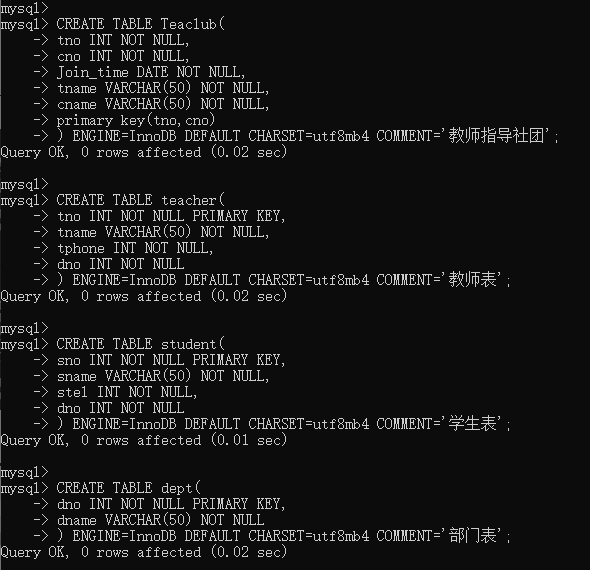 mysql>
mysql> CREATE TABLE Teaclub(
    -> tno INT NOT NULL,
    -> cno INT NOT NULL,
    -> Join_time DATE NOT NULL,
    -> tname VARCHAR(50) NOT NULL,
    -> cname VARCHAR(50) NOT NULL,
    -> primary key(tno,cno)
    -> ) ENGINE=InnoDB DEFAULT CHARSET=utf8mb4 COMMENT='教师指导社团';
Query OK, 0 rows affected (0.02 sec)
mysql>
mysql> CREATE TABLE teacher(
    -> tno INT NOT NULL PRIMARY KEY,
    -> tname VARCHAR(50) NOT NULL,
    -> tphone INT NOT NULL,
    -> dno INT NOT NULL
    -> ) ENGINE=InnoDB DEFAULT CHARSET=utf8mb4 COMMENT='教师表';
Query OK, 0 rows affected (0.02 sec)
mysql>
mysql> CREATE TABLE student(
    -> sno INT NOT NULL PRIMARY KEY,
    -> sname VARCHAR(50) NOT NULL,
    -> stel INT NOT NULL,
    -> dno INT NOT NULL
    -> ) ENGINE=InnoDB DEFAULT CHARSET=utf8mb4 COMMENT='学生表';
Query OK, 0 rows affected (0.01 sec)
mysql>
mysql> CREATE TABLE dept(
    -> dno INT NOT NULL PRIMARY KEY,
    -> dname VARCHAR(50) NOT NULL
    -> ) ENGINE=InnoDB DEFAULT CHARSET=utf8mb4 COMMENT='部门表';
Query OK, 0 rows affected (0.02 sec)